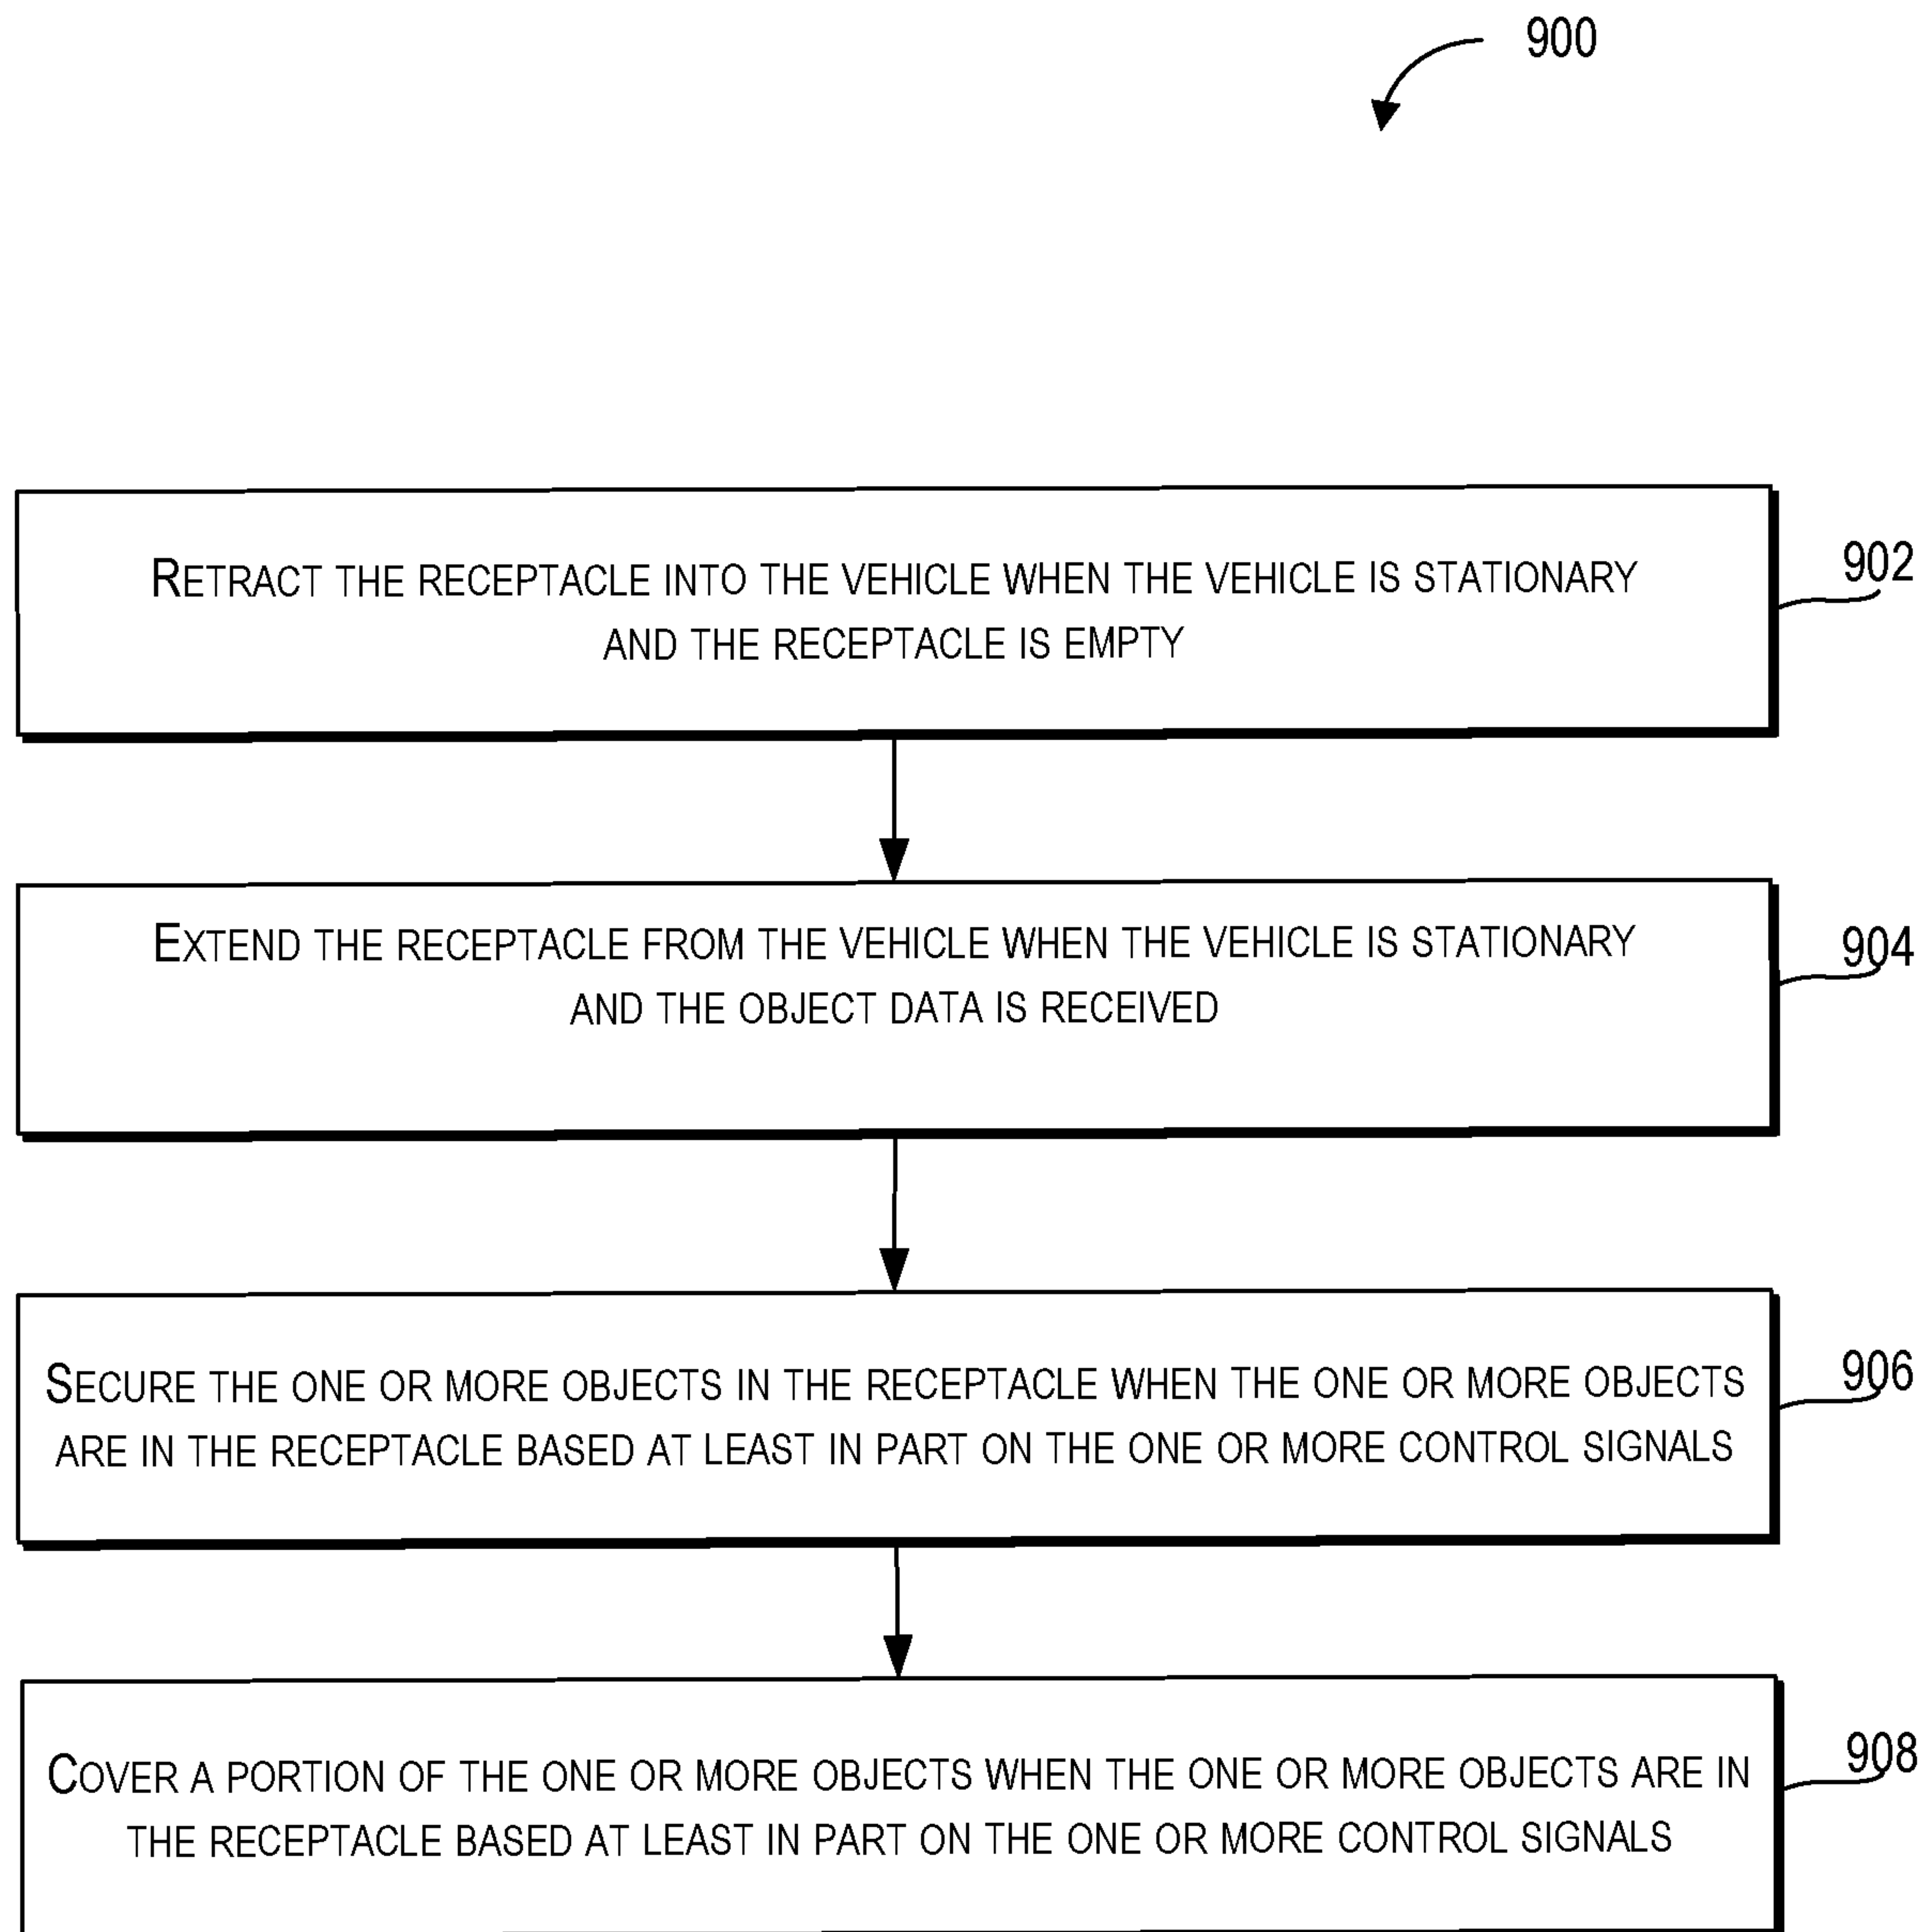 900
RETRACT THE RECEPTACLE INTO THE VEHICLE WHEN THE VEHICLE IS STATIONARY
AND THE RECEPTACLE IS EMPTY
902
EXTEND THE RECEPTACLE FROM THE VEHICLE WHEN THE VEHICLE IS STATIONARY
AND THE OBJECT DATA IS RECEIVED
904
SECURE THE ONE OR MORE OBJECTS IN THE RECEPTACLE WHEN THE ONE OR MORE OBJECTS
ARE IN THE RECEPTACLE BASED AT LEAST IN PART ON THE ONE OR MORE CONTROL SIGNALS
906
COVER A PORTION OF THE ONE OR MORE OBJECTS WHEN THE ONE OR MORE OBJECTS ARE IN
THE RECEPTACLE BASED AT LEAST IN PART ON THE ONE OR MORE CONTROL SIGNALS
908